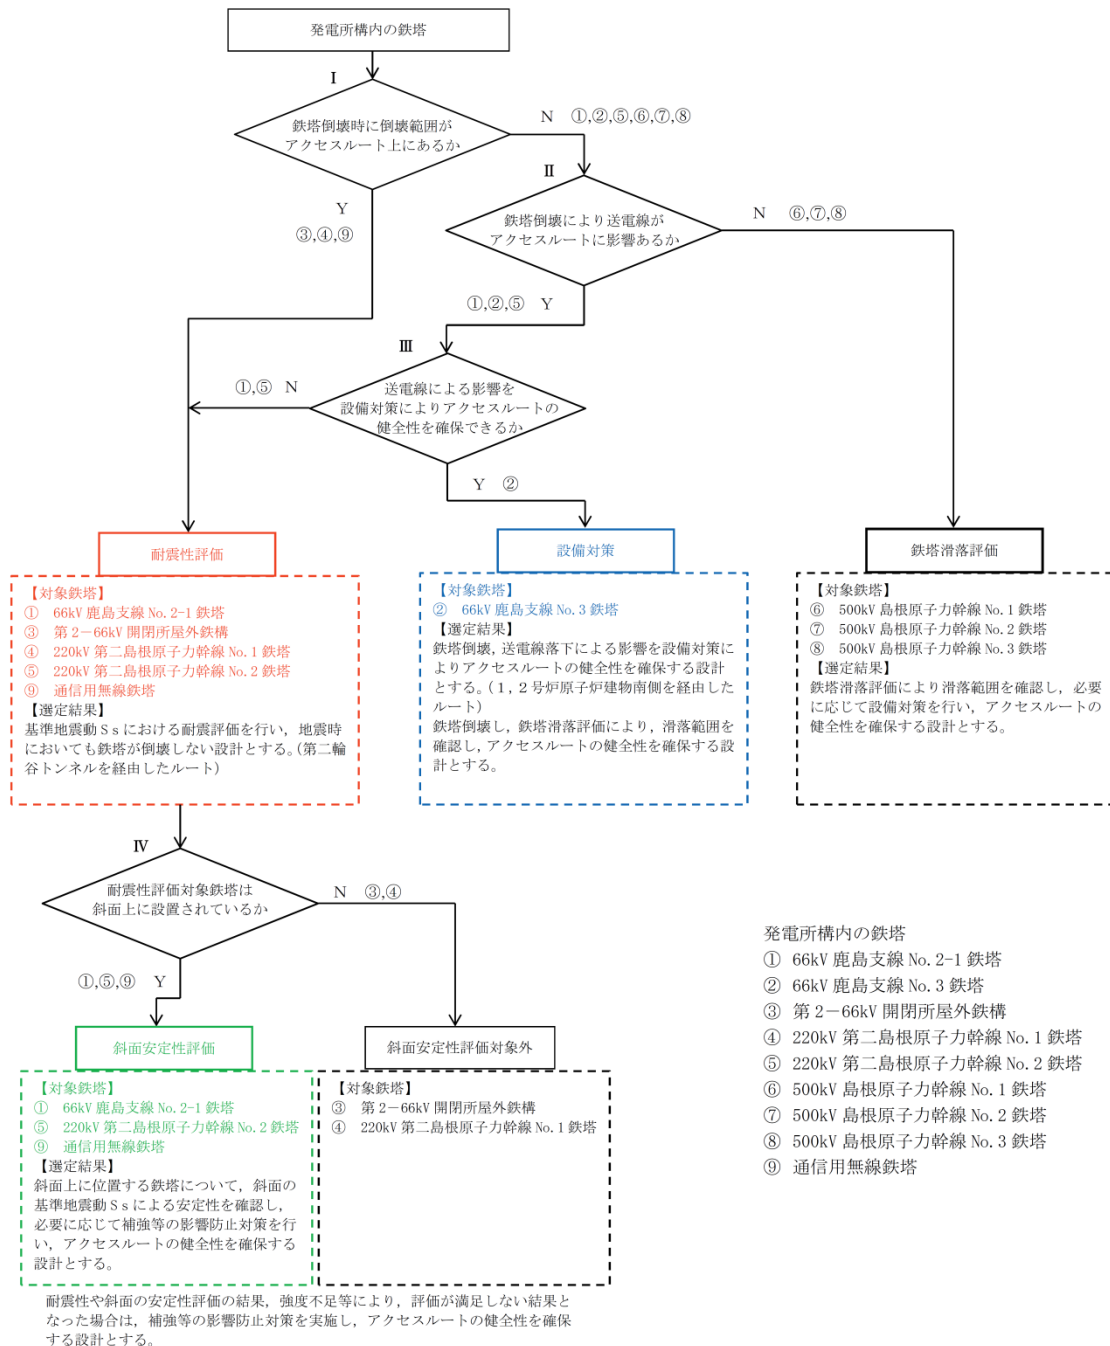 発電所構内の鉄塔
Ⅰ
鉄塔倒壊時に倒壊範囲が
アクセスルート上にあるか
N ①,②,⑤,⑥,⑦,⑧
Y
③,④,⑨
Ⅱ
鉄塔倒壊により送電線が
アクセスルートに影響あるか
N ⑥,⑦,⑧
①,②,⑤ Y
Ⅲ
送電線による影響を
設備対策によりアクセスルートの
健全性を確保できるか
①,⑤ N
Y ②
耐震性評価
【対象鉄塔】
① 66kV 鹿島支線 No.2-1 鉄塔
③ 第2−66kV 開閉所屋外鉄構
④ 220kV 第二島根原子力幹線 No.1 鉄塔
⑤ 220kV 第二島根原子力幹線 No.2 鉄塔
⑨ 通信用無線鉄塔
【選定結果】
基準地震動Ssにおける耐震評価を行い，地震時
においても鉄塔が倒壊しない設計とする。(第二輪
谷トンネルを経由したルート)
設備対策
【対象鉄塔】
② 66kV 鹿島支線 No.3 鉄塔
【選定結果】
鉄塔倒壊，送電線落下による影響を設備対策に
よりアクセスルートの健全性を確保する設計
とする。(１，２号炉原子炉建物南側を経由した
ルート)
鉄塔倒壊し，鉄塔滑落評価により，滑落範囲を
確認し，アクセスルートの健全性を確保する設
計とする。
鉄塔滑落評価
【対象鉄塔】
⑥ 500kV 島根原子力幹線 No.1 鉄塔
⑦ 500kV 島根原子力幹線 No.2 鉄塔
⑧ 500kV 島根原子力幹線 No.3 鉄塔
【選定結果】
鉄塔滑落評価により滑落範囲を確認し，必要
に応じて設備対策を行い，アクセスルートの
健全性を確保する設計とする。
Ⅳ
耐震性評価対象鉄塔は
斜面上に設置されているか
N ③,④
①,⑤,⑨ Y
斜面安定性評価
【対象鉄塔】
① 66kV 鹿島支線 No.2-1 鉄塔
⑤ 220kV 第二島根原子力幹線 No.2 鉄塔
⑨ 通信用無線鉄塔
【選定結果】
斜面上に位置する鉄塔について，斜面の
基準地震動Ssによる安定性を確認し，
必要に応じて補強等の影響防止対策を行
い，アクセスルートの健全性を確保する
設計とする。
斜面安定性評価対象外
【対象鉄塔】
③ 第2−66kV 開閉所屋外鉄構
④ 220kV 第二島根原子力幹線 No.1 鉄塔
発電所構内の鉄塔
① 66kV 鹿島支線 No.2-1 鉄塔
② 66kV 鹿島支線 No.3 鉄塔
③ 第2−66kV 開閉所屋外鉄構
④ 220kV 第二島根原子力幹線 No.1 鉄塔
⑤ 220kV 第二島根原子力幹線 No.2 鉄塔
⑥ 500kV 島根原子力幹線 No.1 鉄塔
⑦ 500kV 島根原子力幹線 No.2 鉄塔
⑧ 500kV 島根原子力幹線 No.3 鉄塔
⑨ 通信用無線鉄塔
耐震性や斜面の安定性評価の結果，強度不足等により，評価が満足しない結果と
なった場合は，補強等の影響防止対策を実施し，アクセスルートの健全性を確保
する設計とする。